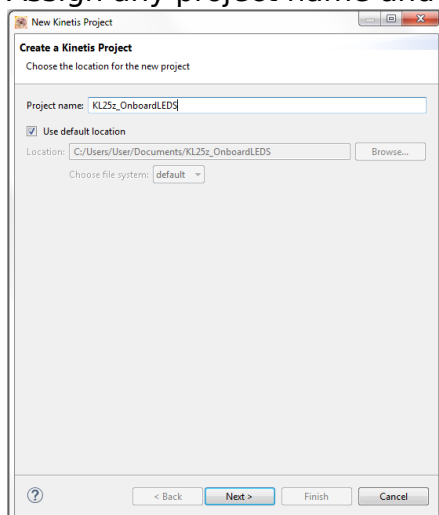 Assign any project name and
New Kinetis Project
Create a Kinetis Project
Choose the location for the new project
Project name: KL25z_OnboardLEDS
Use default location
Location: C:/Users/User/Documents/KL25z_OnboardLEDS Browse...
Choose file system: default
? < Back Next > Finish Cancel